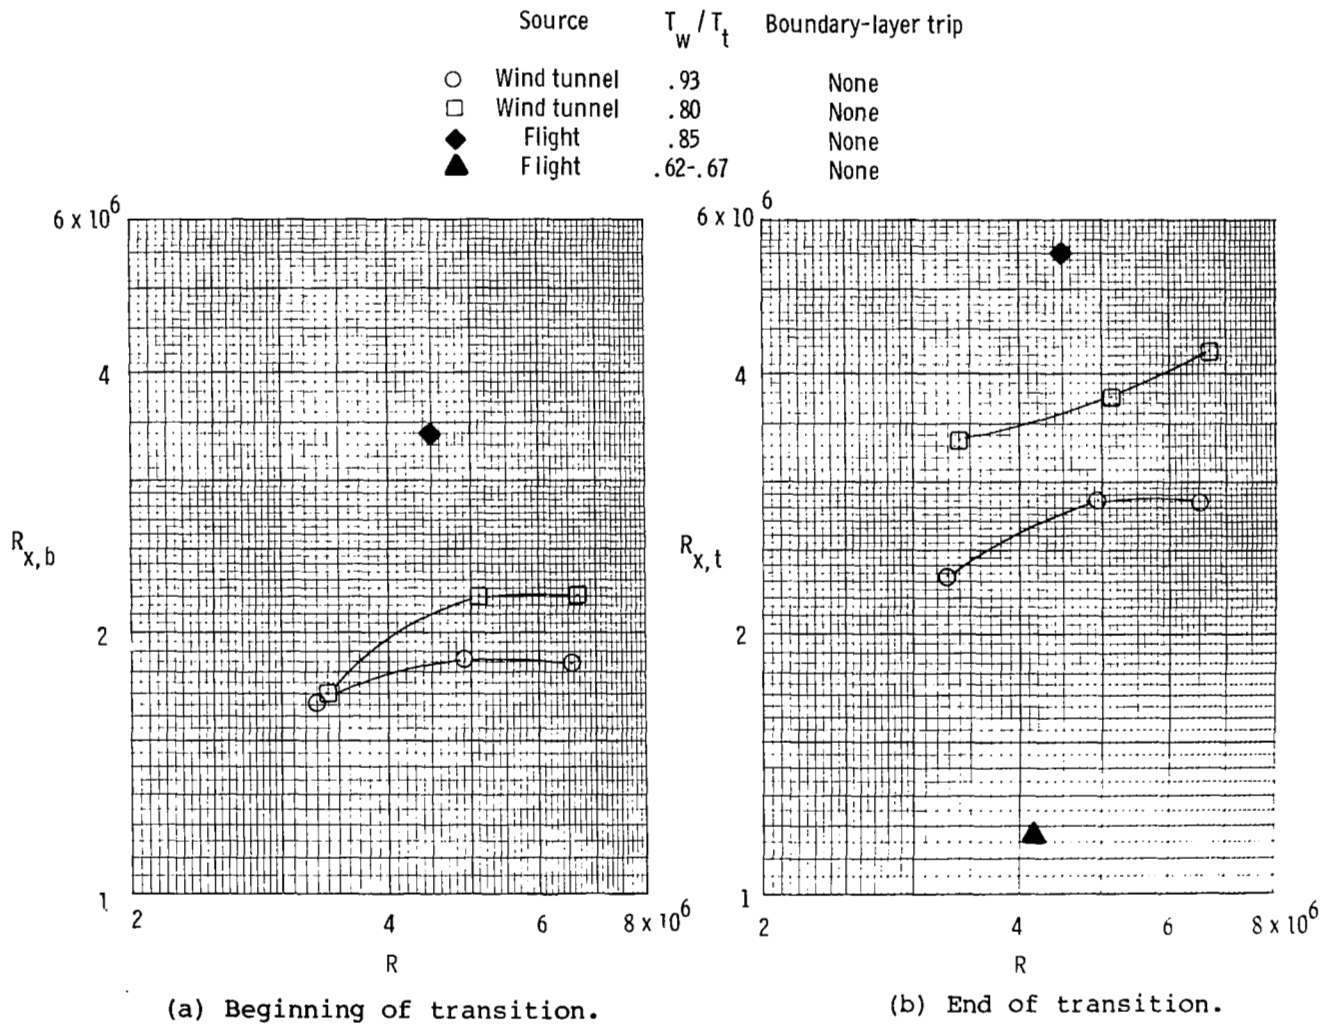 Source T_w / T_t Boundary-layer trip
Wind tunnel .93 None
Wind tunnel .80 None
Flight .85 None
Flight .62-.67 None
6 x 10^6
4
R_x,b
2
1
2 4 6 8 x 10^6
R
(a) Beginning of transition.
6 x 10^6
4
R_x,t
2
1
2 4 6 8 x 10^6
R
(b) End of transition.